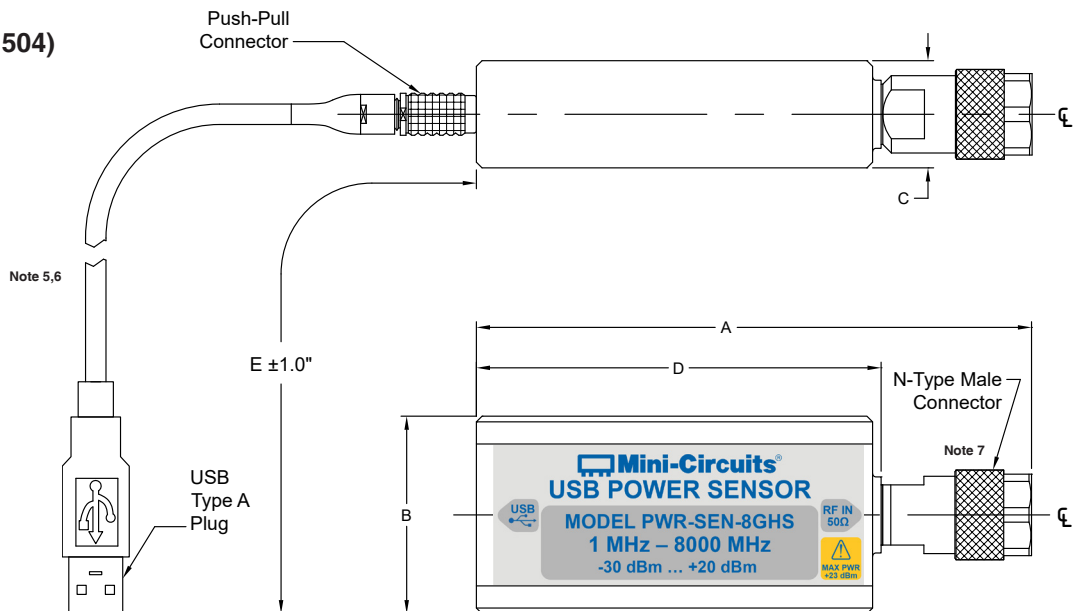 504)
Push-Pull
Connector
℄
C
Note 5,6
E ±1.0"
A
D
N-Type Male
Connector
Note 7
USB
Type A
Plug
B
Mini-Circuits®
USB POWER SENSOR
USB
MODEL PWR-SEN-8GHS
1 MHz – 8000 MHz
-30 dBm ... +20 dBm
RF IN
50Ω
MAX PWR
+23 dBm
℄